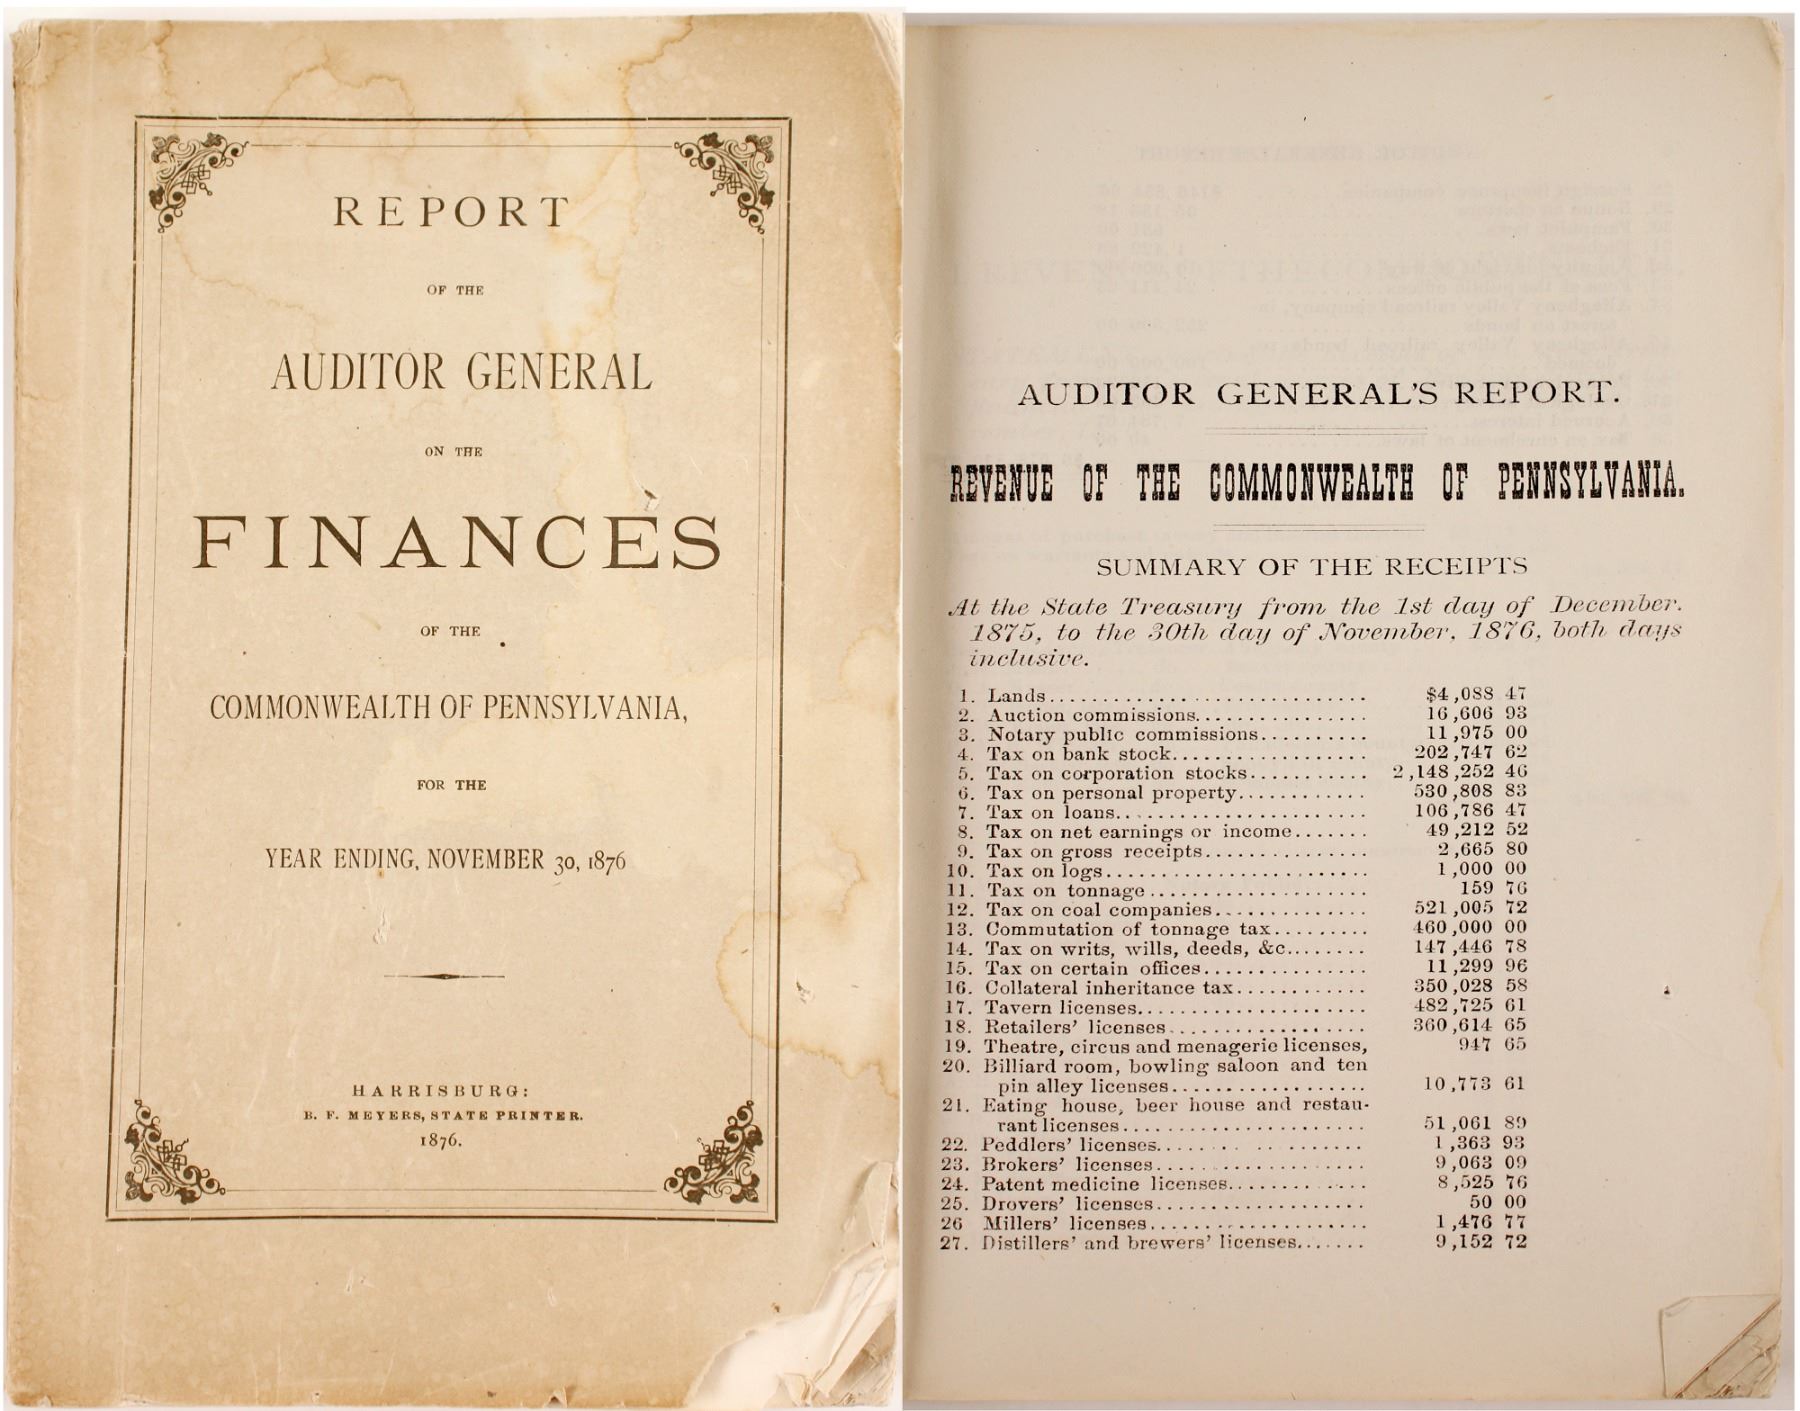 REPORT
OF THE
AUDITOR GENERAL
ON THE
FINANCES
OF THE
COMMONWEALTH OF PENNSYLVANIA,
FOR THE
YEAR ENDING, NOVEMBER 30, 1876
HARRISBURG:
B. F. MEYERS, STATE PRINTER.
1876.
AUDITOR GENERAL'S REPORT.
REVENUE OF THE COMMONWEALTH OF PENNSYLVANIA.
SUMMARY OF THE RECEIPTS
At the State Treasury from the 1st day of December.
1875, to the 30th day of November, 1876, both days
inclusive.
1. Lands.............................. $4,088 47
2. Auction commissions................ 16,606 93
3. Notary public commissions.......... 11,975 00
4. Tax on bank stock.................. 202,747 62
5. Tax on corporation stocks........... 2,148,252 46
6. Tax on personal property............ 530,808 83
7. Tax on loans....................... 106,786 47
8. Tax on net earnings or income....... 49,212 52
9. Tax on gross receipts............... 2,665 80
10. Tax on logs........................ 1,000 00
11. Tax on tonnage.................... 159 76
12. Tax on coal companies.............. 521,005 72
13. Commutation of tonnage tax......... 460,000 00
14. Tax on writs, wills, deeds, &c....... 147,446 78
15. Tax on certain offices............... 11,299 96
16. Collateral inheritance tax............ 350,028 58
17. Tavern licenses..................... 482,725 61
18. Retailers' licenses.................. 360,614 65
19. Theatre, circus and menagerie licenses, 947 65
20. Billiard room, bowling saloon and ten
pin alley licenses.................. 10,773 61
21. Eating house, beer house and restau-
rant licenses....................... 51,061 89
22. Peddlers' licenses................... 1,363 93
23. Brokers' licenses................... 9,063 09
24. Patent medicine licenses............ 8,525 76
25. Drovers' licenses................... 50 00
26 Millers' licenses.................... 1,476 77
27. Distillers' and brewers' licenses....... 9,152 72